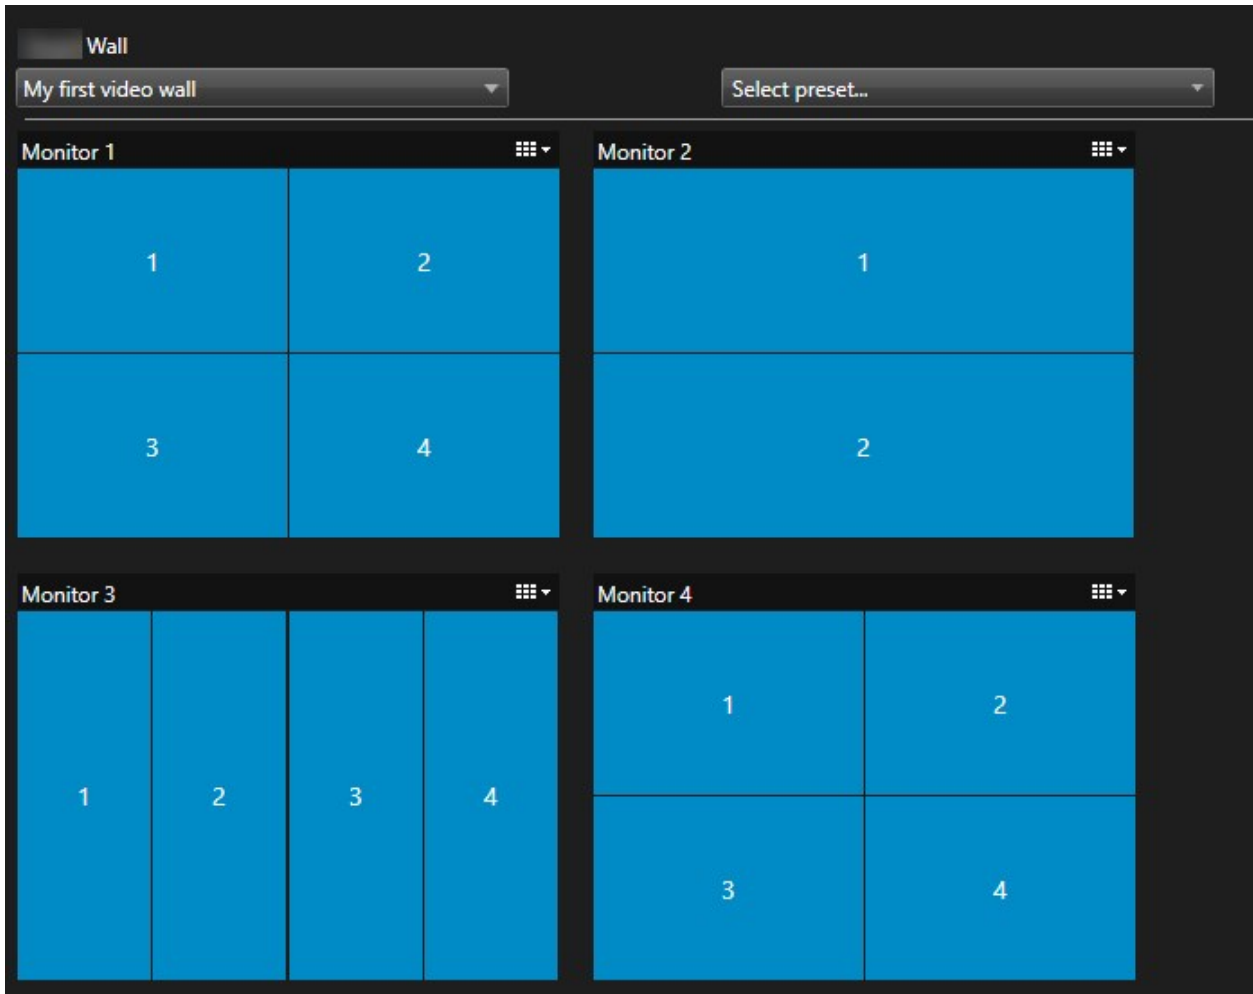 Wall
My first video wall
Select preset...
Monitor 1
1 2
3 4
Monitor 2
1
2
Monitor 3
1 2 3 4
Monitor 4
1 2
3 4